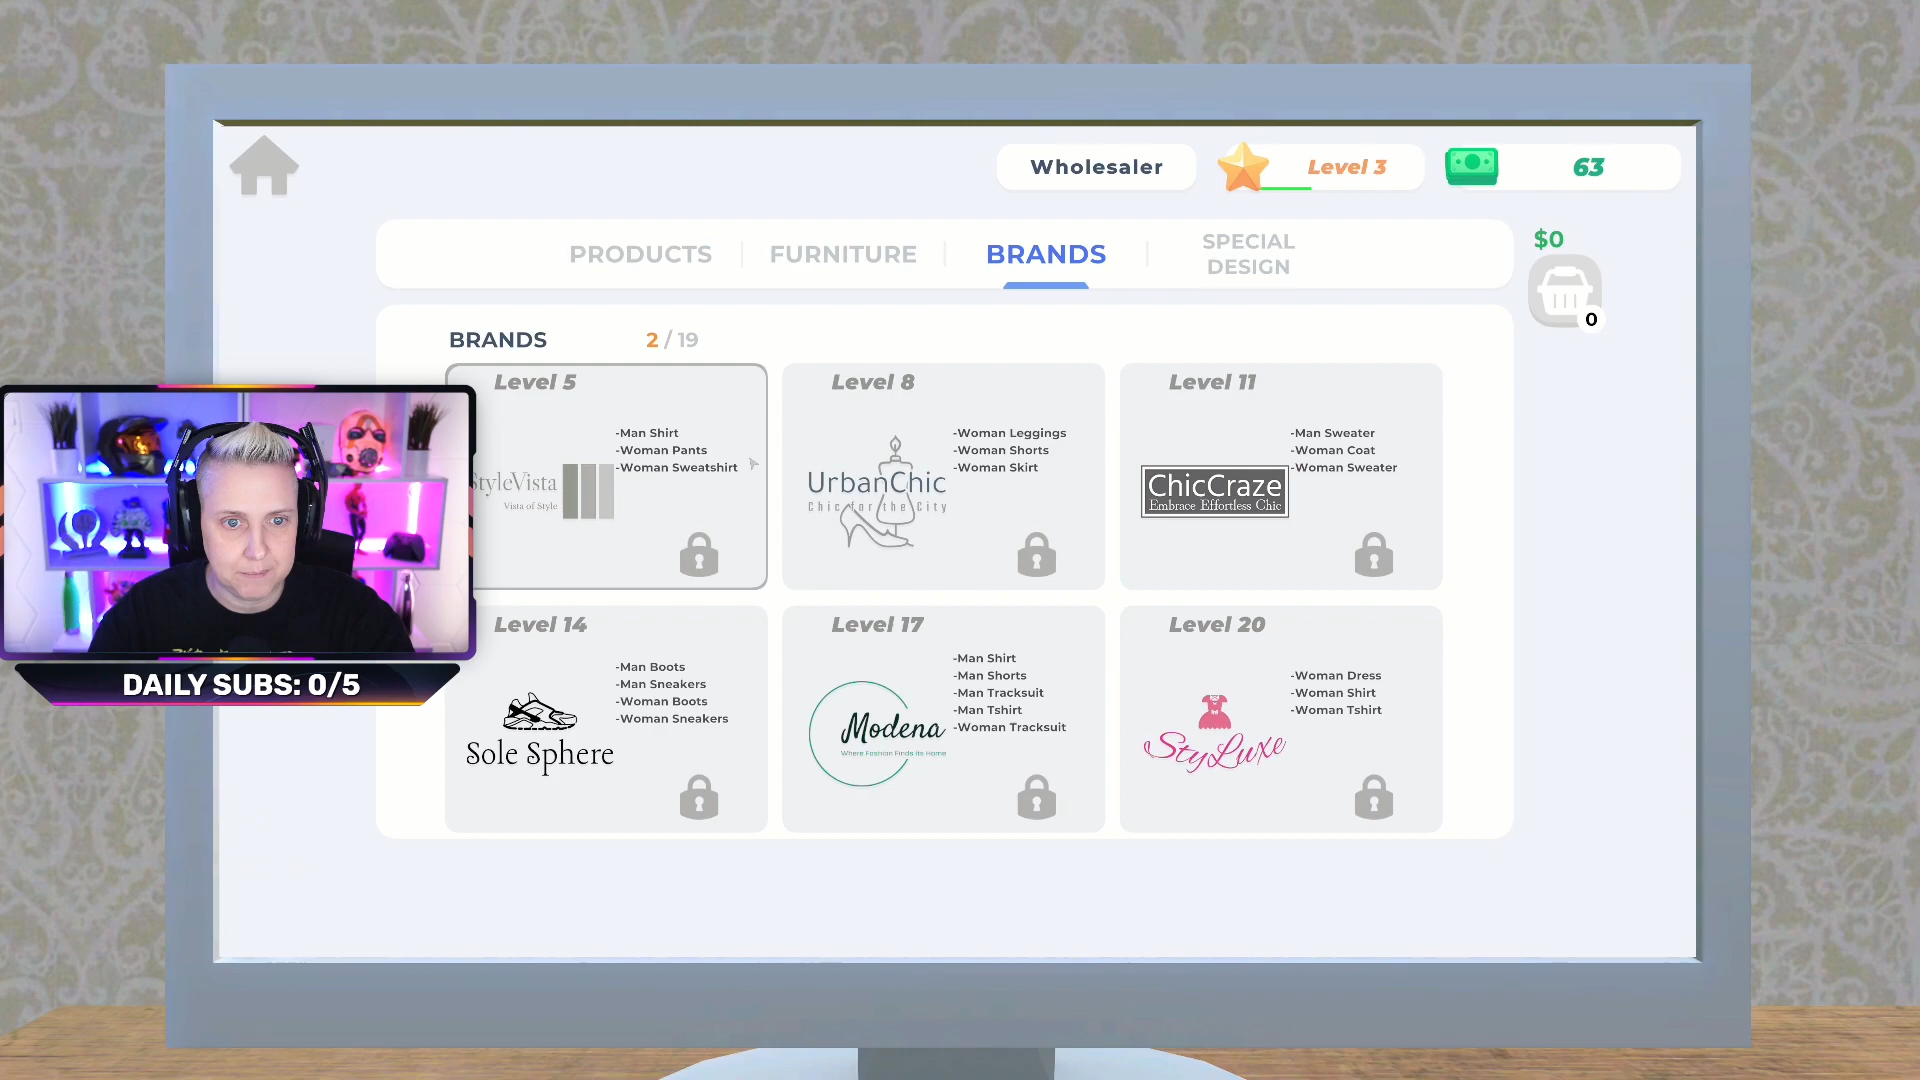 Wholesaler
Level 3
63
PRODUCTS
FURNITURE
BRANDS
SPECIAL
DESIGN
$0
0
BRANDS
2 / 19
Level 5
-Man Shirt
-Woman Pants
-Woman Sweatshirt
StyleVista
Vista of Style
Level 8
-Woman Leggings
-Woman Shorts
-Woman Skirt
UrbanChic
Chic for the City
Level 11
-Man Sweater
-Woman Coat
-Woman Sweater
ChicCraze
Embrace Effortless Chic
Level 14
-Man Boots
-Man Sneakers
-Woman Boots
-Woman Sneakers
Sole Sphere
Level 17
-Man Shirt
-Man Shorts
-Man Tracksuit
-Man Tshirt
-Woman Tracksuit
Modena
Where Fashion Finds Its Home
Level 20
-Woman Dress
-Woman Shirt
-Woman Tshirt
StyLuxe
DAILY SUBS: 0/5